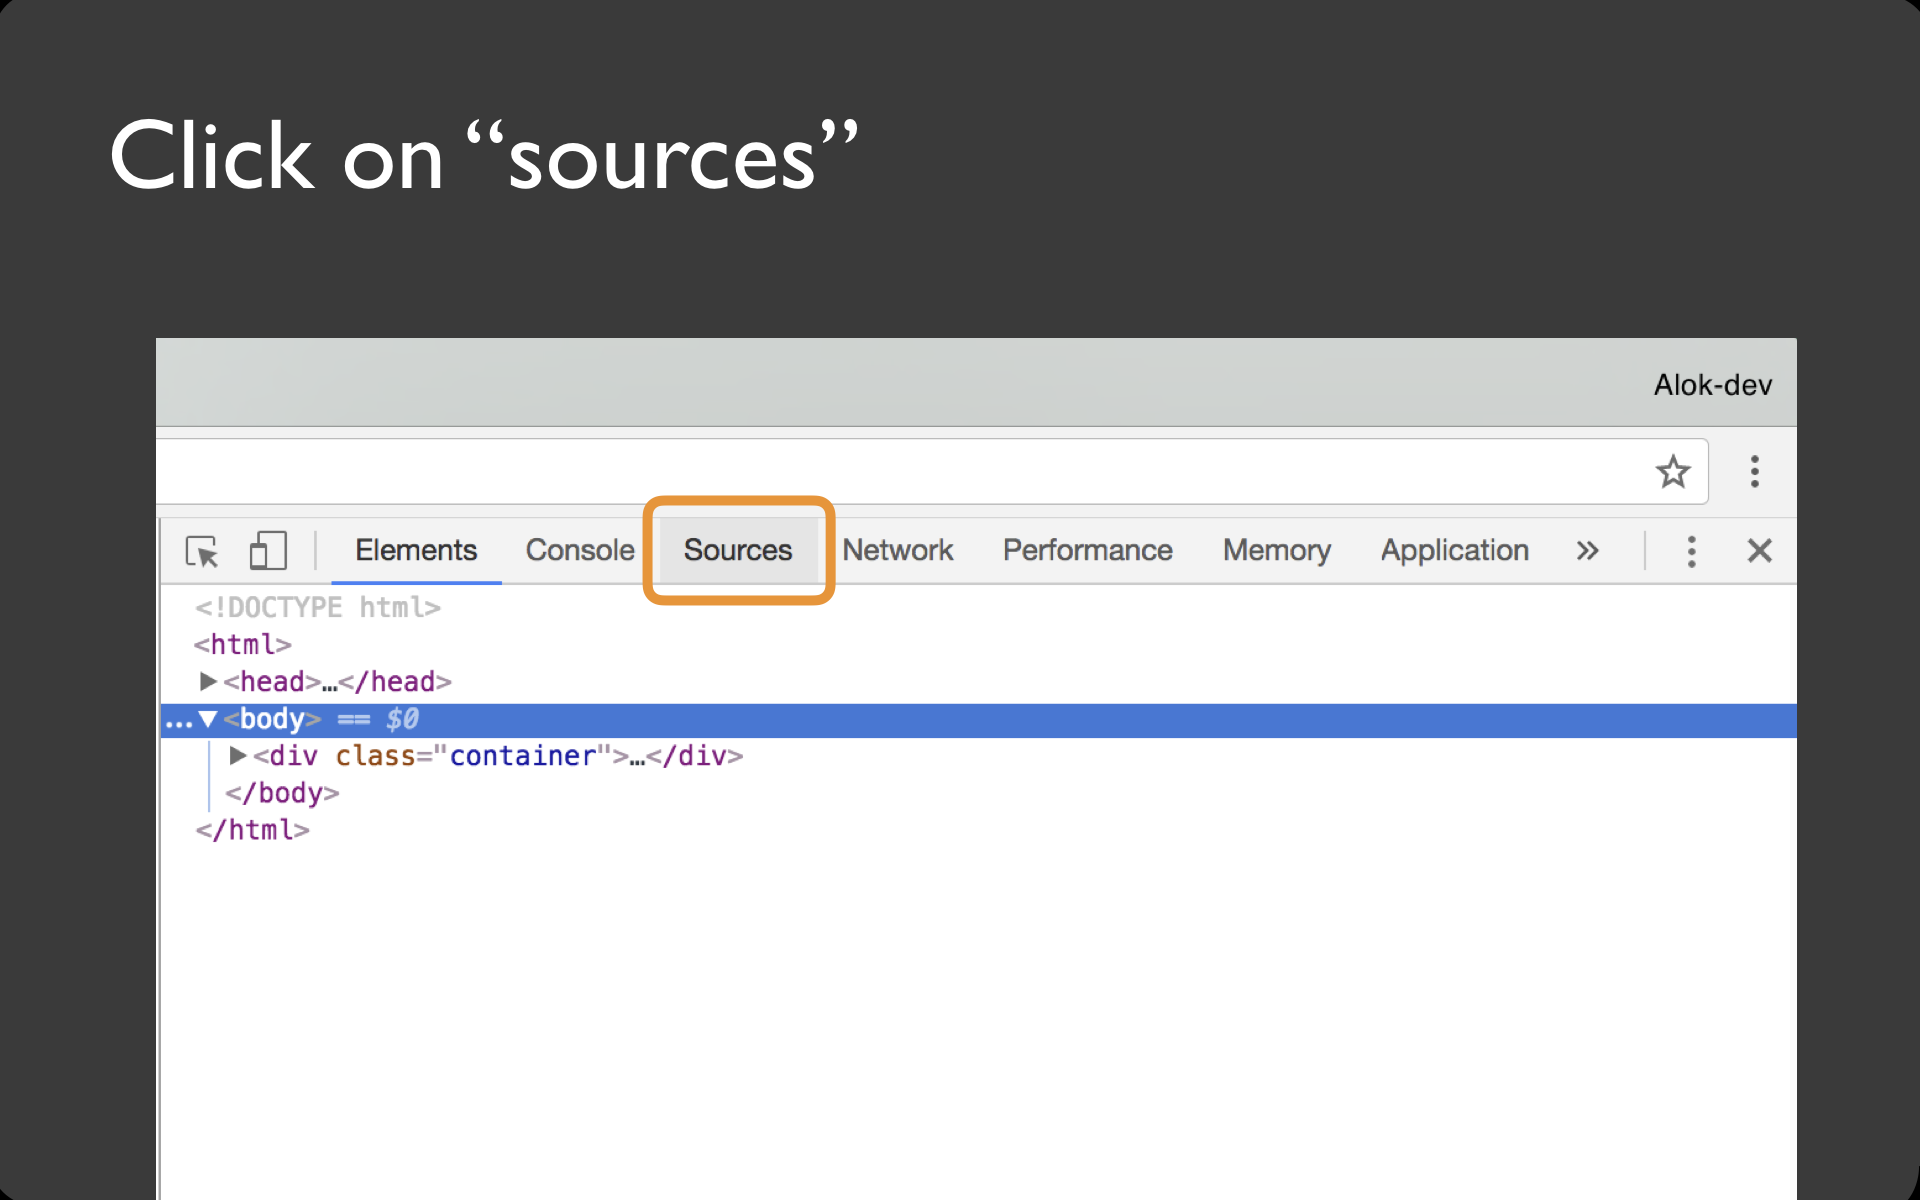 Click on “sources”
Alok-dev
Elements Console Sources Network Performance Memory Application »
<!DOCTYPE html>
<html>
▶<head>…</head>
...▼<body> == $0
▶<div class="container">…</div>
</body>
</html>